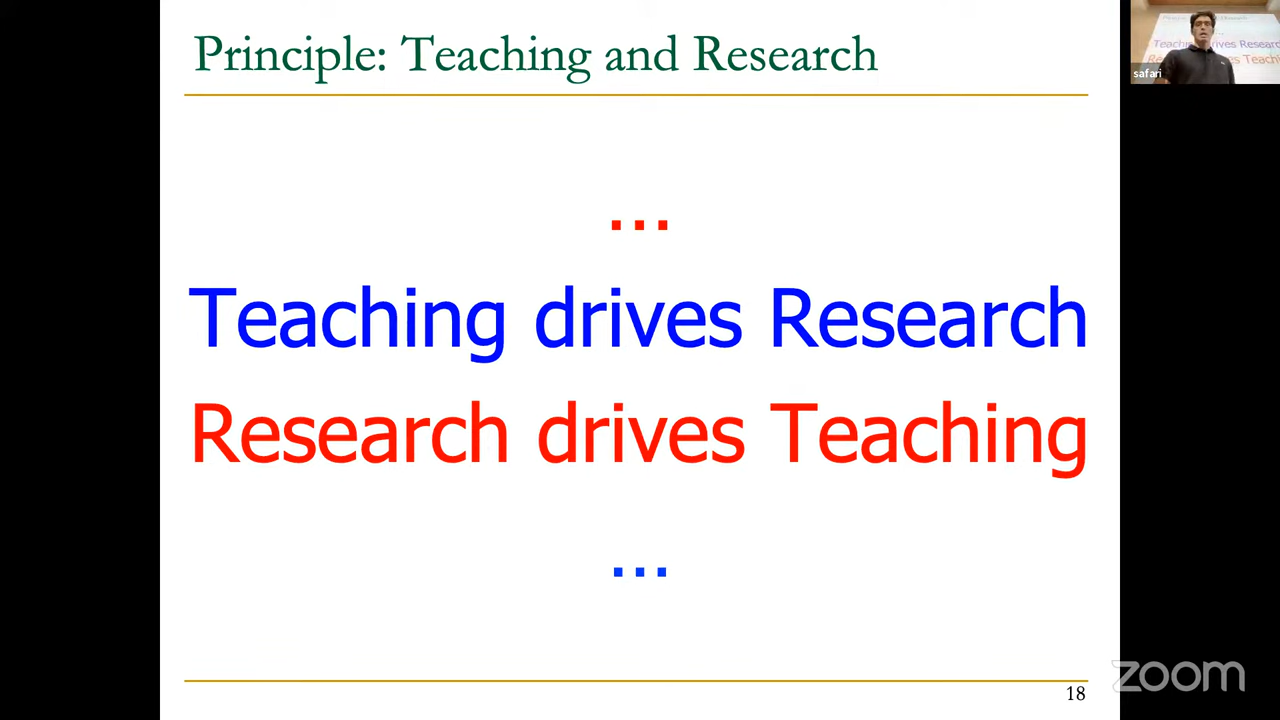 Principle: Teaching and Research
...
Teaching drives Research
Research drives Teaching
...
18
safari
zoom